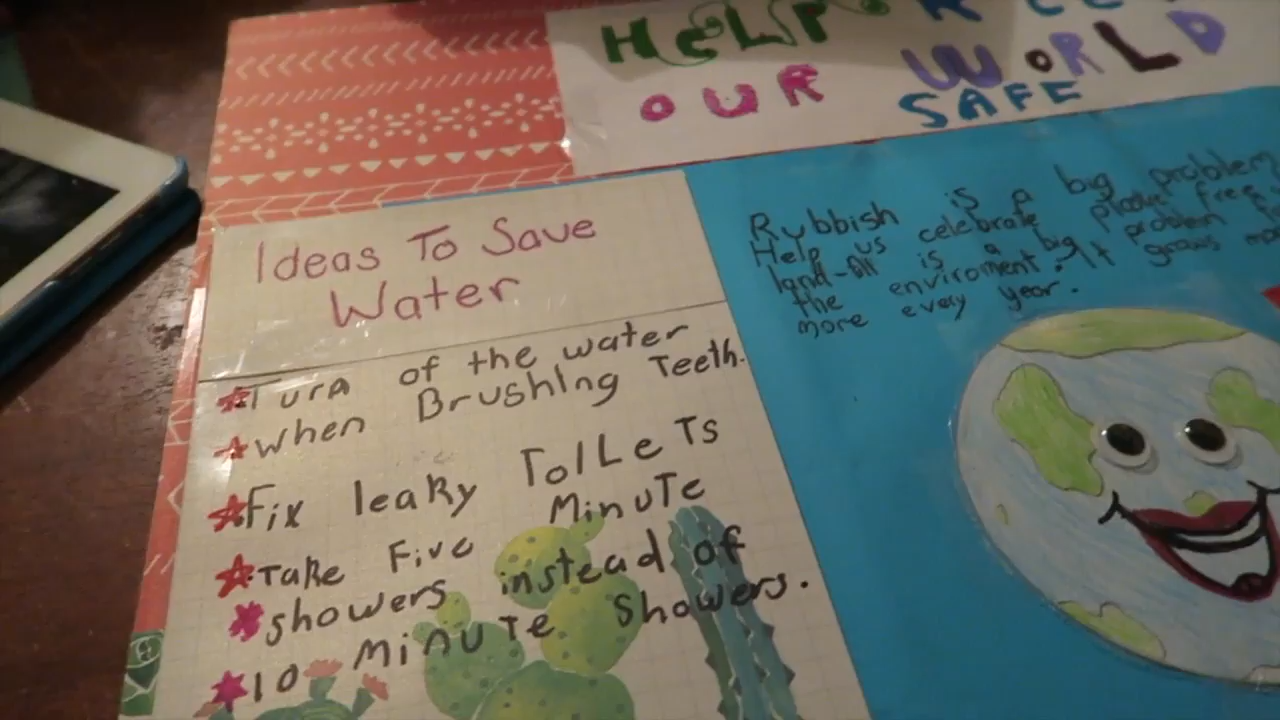 HELP
OUR WORLD
SAFE
Ideas To Save
Water
Turn of the water
when Brushing Teeth.
Fix leaky ToiLeTs
Take Five MinuTe
showers instead of
10 MinuTe Showers.
Rubbish is a big problem
Help us celebrate plastic free
land-fill is a big problem for
the enviroment. It grows more
more every year.